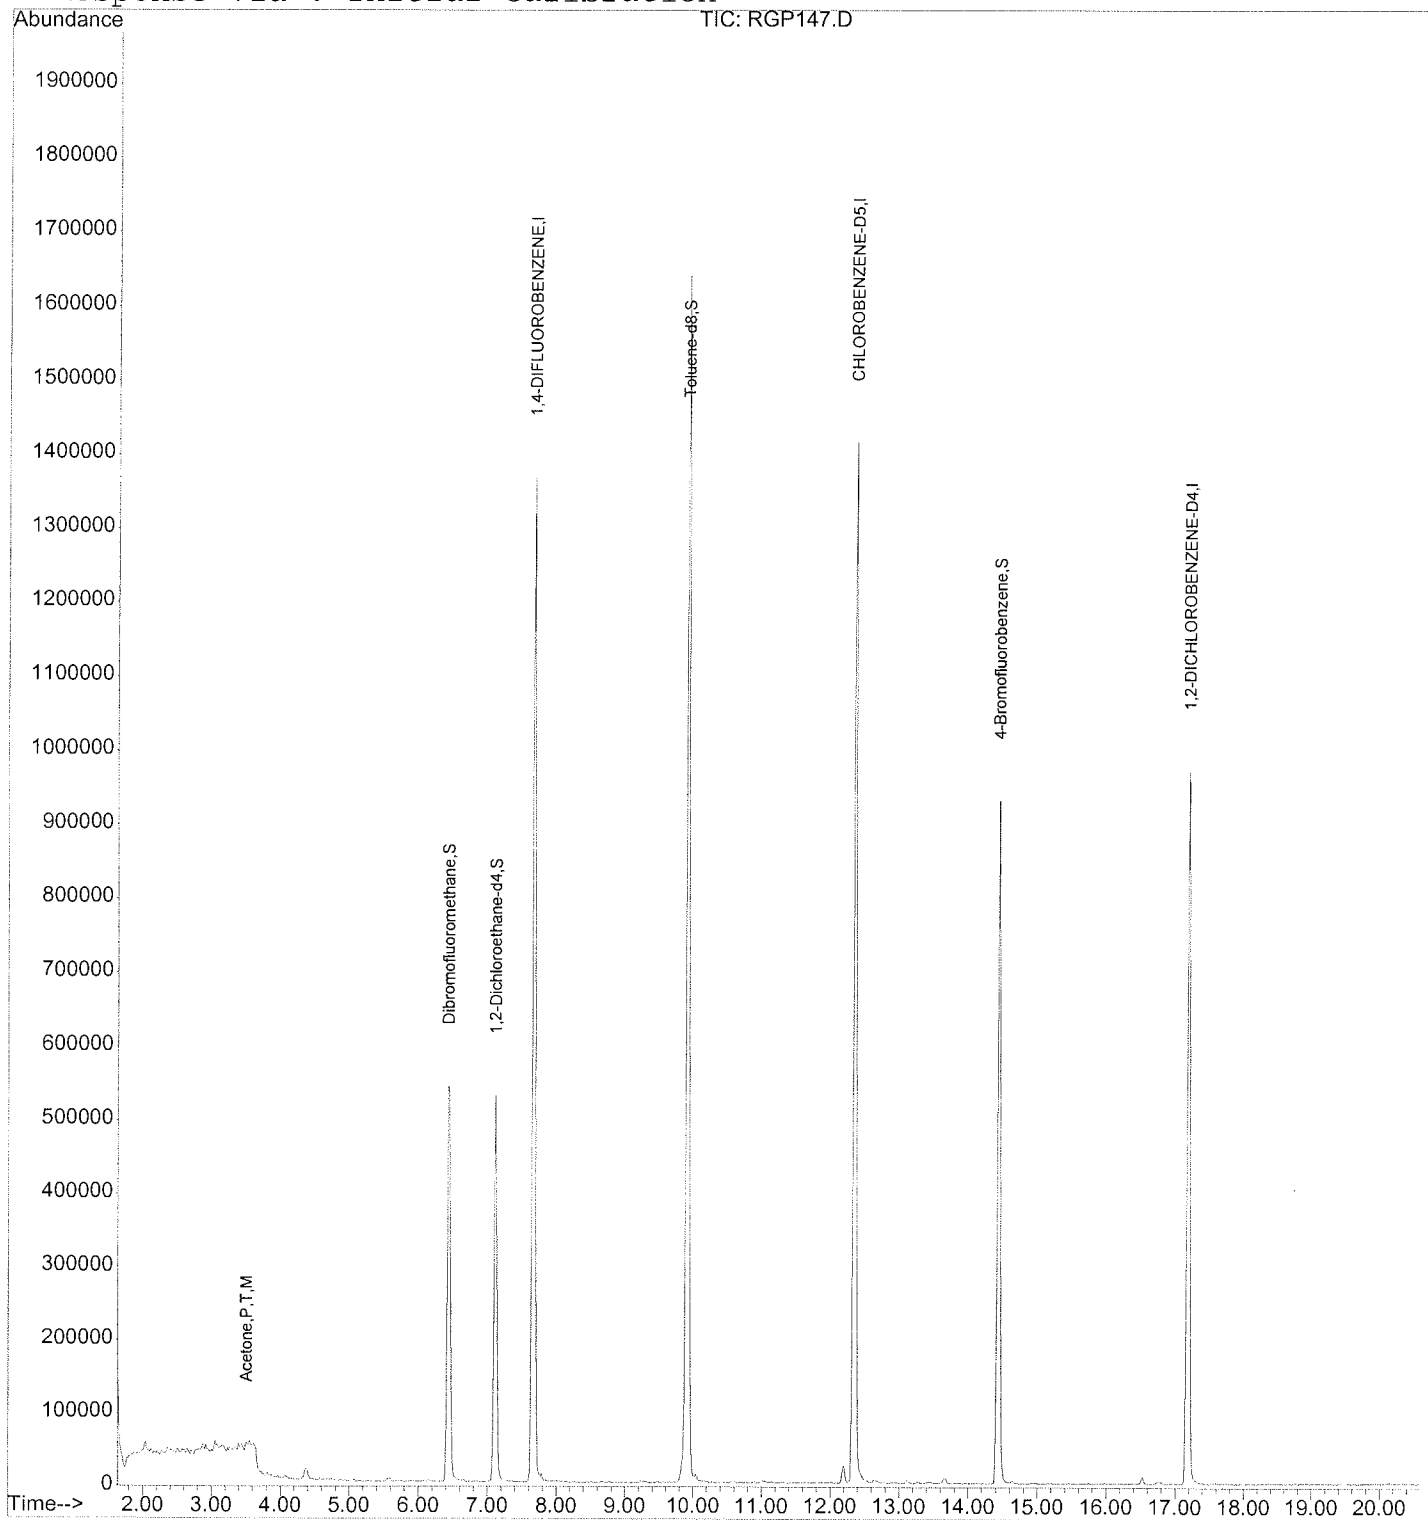 Response via : Initial Calibration
Abundance
TIC: RGP147.D
1900000
1800000
1700000
1600000
1500000
1400000
1300000
1200000
1100000
1000000
900000
800000
700000
600000
500000
400000
300000
200000
100000
0
Acetone,P,T,M
Dibromofluoromethane,S
1,2-Dichloroethane-d4,S
1,4-DIFLUOROBENZENE,I
Toluene-d8,S
CHLOROBENZENE-D5,I
4-Bromofluorobenzene,S
1,2-DICHLOROBENZENE-D4,I
Time-->
2.00 3.00 4.00 5.00 6.00 7.00 8.00 9.00 10.00 11.00 12.00 13.00 14.00 15.00 16.00 17.00 18.00 19.00 20.00